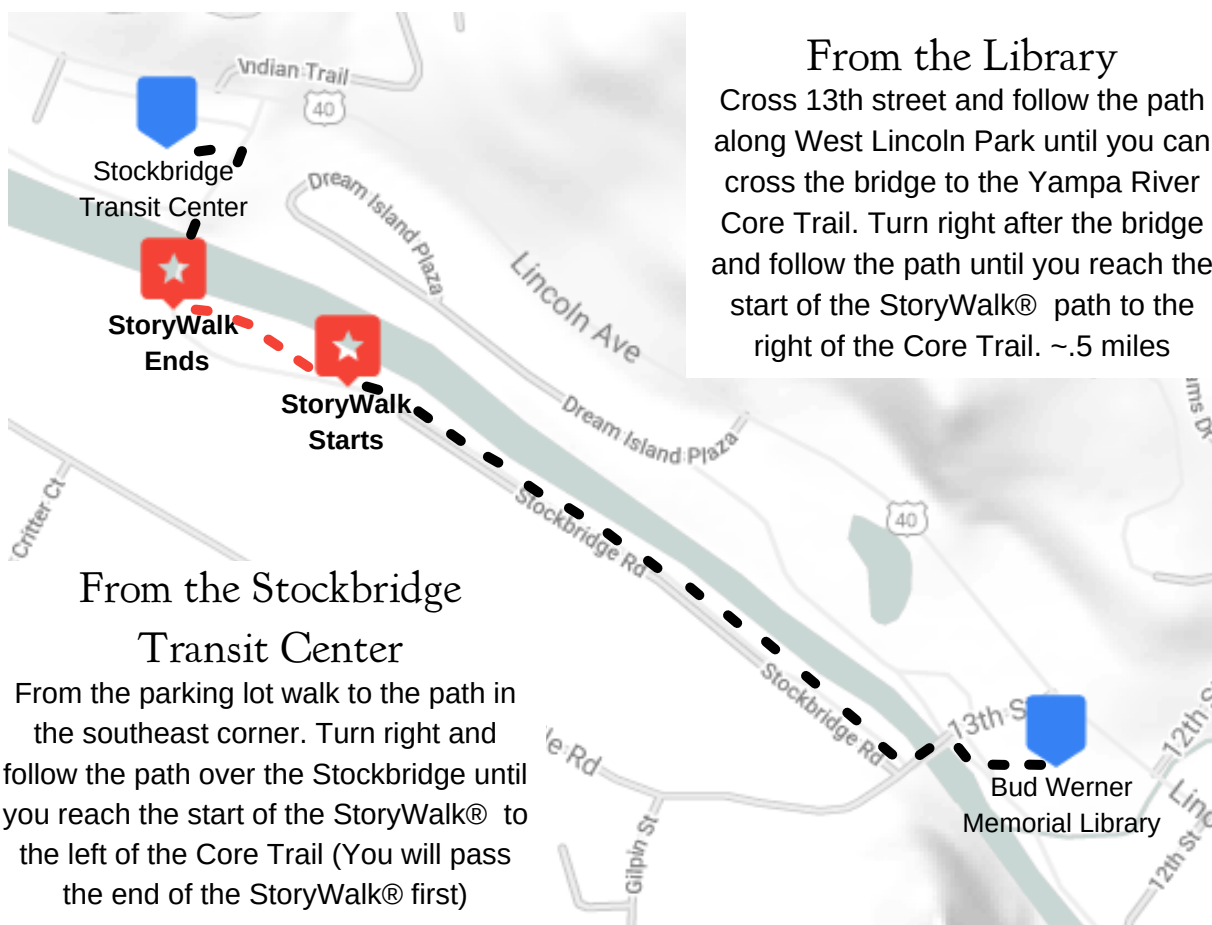 From the Library
Cross 13th street and follow the path
along West Lincoln Park until you can
cross the bridge to the Yampa River
Core Trail. Turn right after the bridge
and follow the path until you reach the
start of the StoryWalk® path to the
right of the Core Trail. ~.5 miles
Indian Trail
40
Stockbridge
Transit Center
Dream Island Plaza
Lincoln Ave
StoryWalk
Ends
StoryWalk
Starts
Dream Island Plaza
Critter Ct
Stockbridge Rd
40
From the Stockbridge
Transit Center
From the parking lot walk to the path in
the southeast corner. Turn right and
follow the path over the Stockbridge until
you reach the start of the StoryWalk® to
the left of the Core Trail (You will pass
the end of the StoryWalk® first)
Stockbridge Rd
13th S
12th S
Bud Werner
Memorial Library
Rd
Gilpin St
12th St